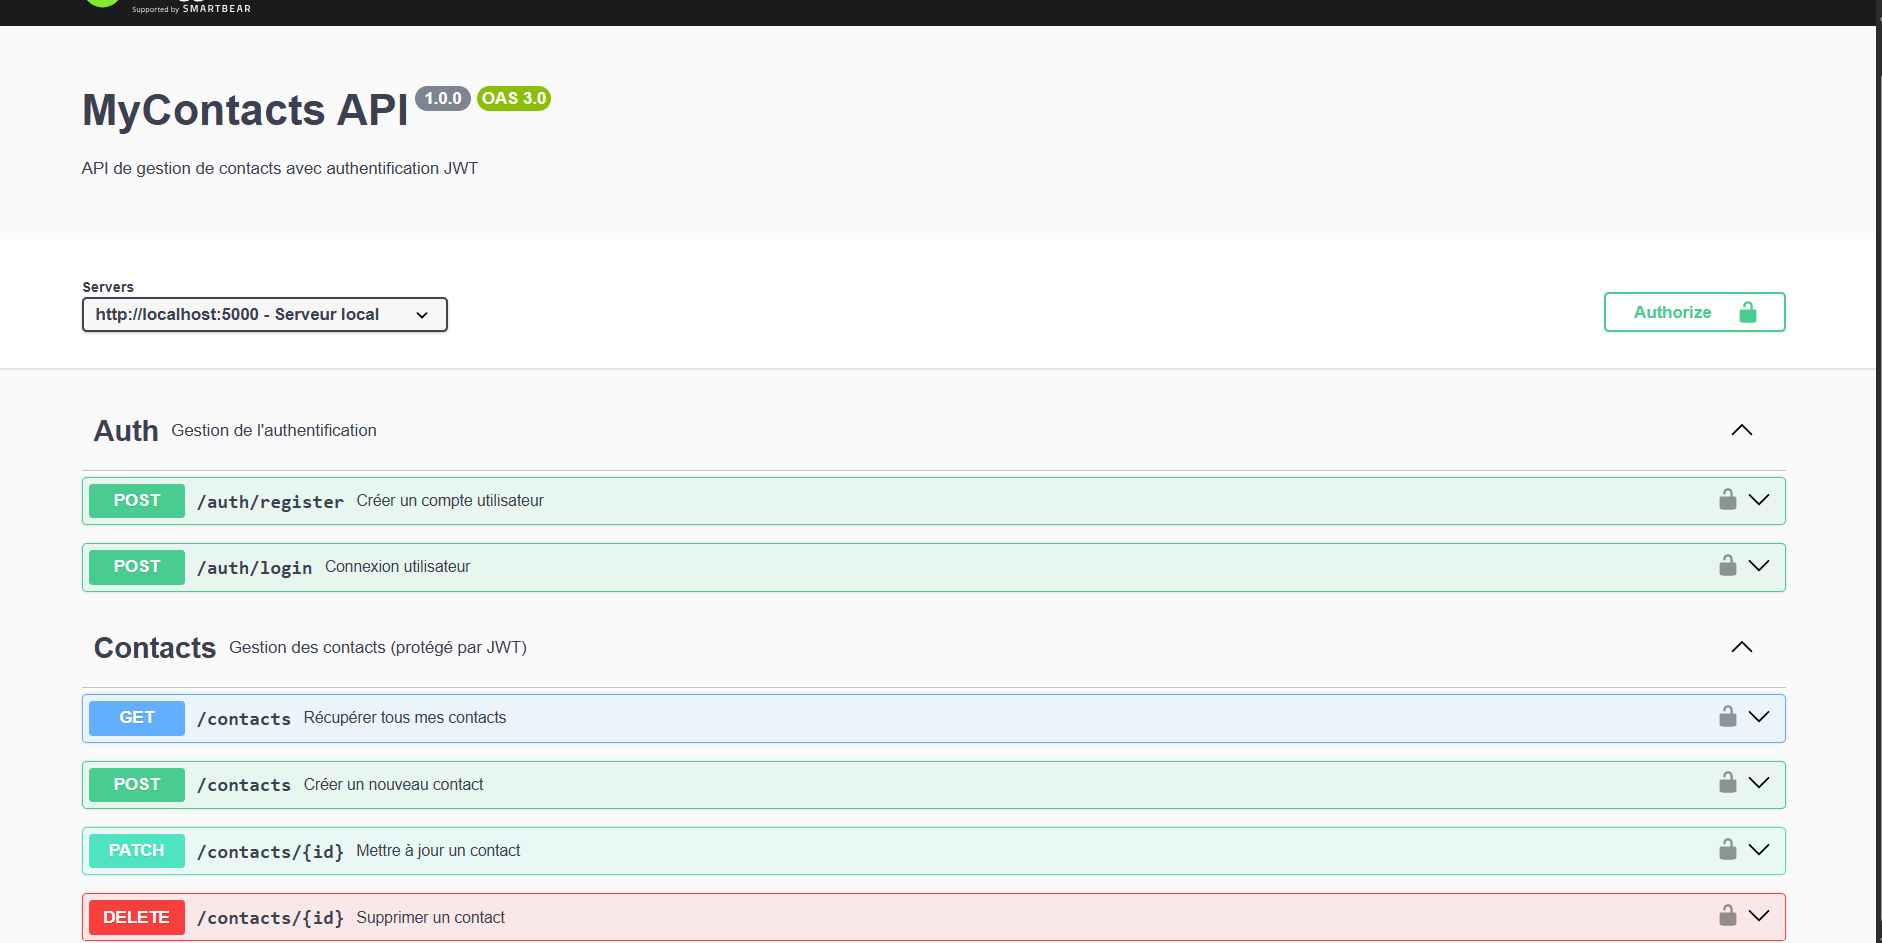 Supported by SMARTBEAR
MyContacts API 1.0.0 OAS 3.0
API de gestion de contacts avec authentification JWT
Servers
http://localhost:5000 - Serveur local
Authorize
Auth Gestion de l'authentification
POST /auth/register Créer un compte utilisateur
POST /auth/login Connexion utilisateur
Contacts Gestion des contacts (protégé par JWT)
GET /contacts Récupérer tous mes contacts
POST /contacts Créer un nouveau contact
PATCH /contacts/{id} Mettre à jour un contact
DELETE /contacts/{id} Supprimer un contact